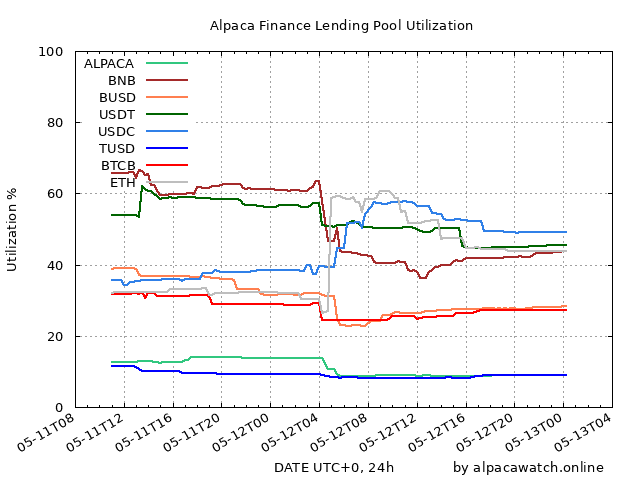 Alpaca Finance Lending Pool Utilization
100
80
60
40
20
0
Utilization %
ALPACA
BNB
BUSD
USDT
USDC
TUSD
BTCB
ETH
05-11T08
05-11T12
05-11T16
05-11T20
05-12T00
05-12T04
05-12T08
05-12T12
05-12T16
05-12T20
05-13T00
05-13T04
DATE UTC+0, 24h
by alpacawatch.online